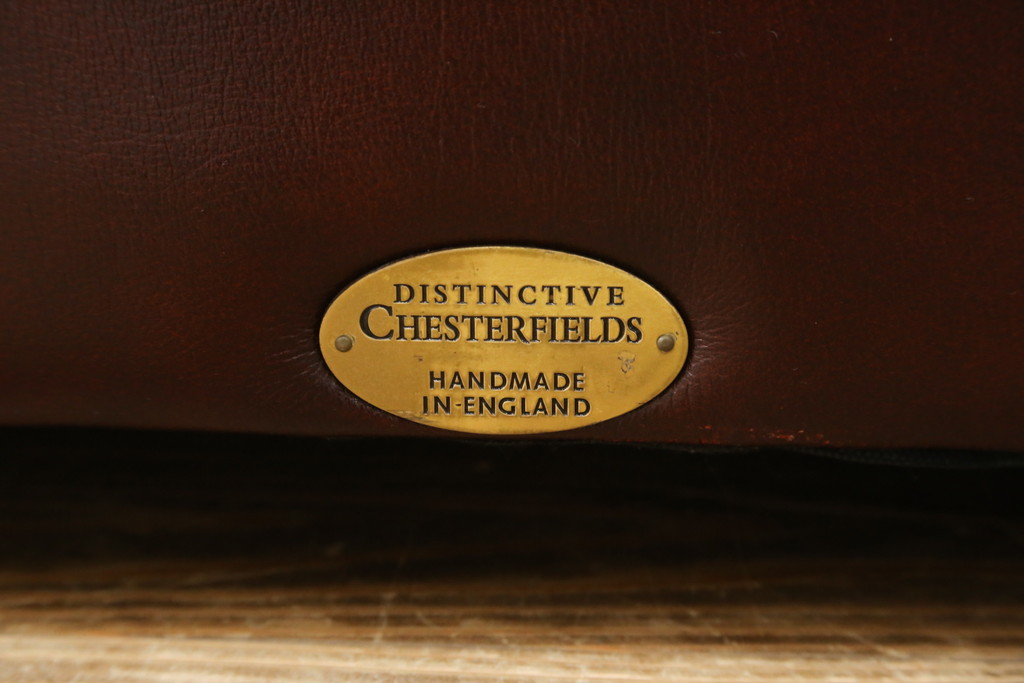 DISTINCTIVE
CHESTERFIELDS
HANDMADE
IN-ENGLAND